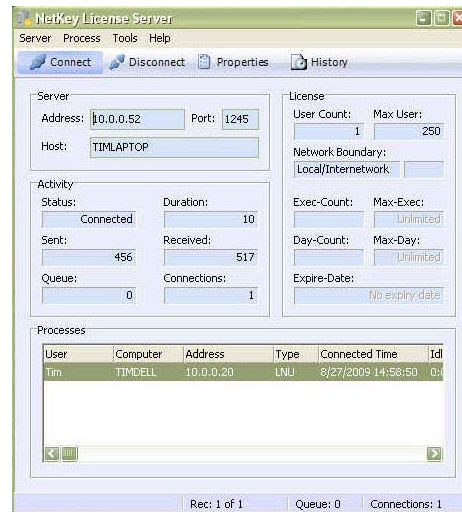 NetKey License Server
Server Process Tools Help
Connect Disconnect Properties History
Server
Address: 10.0.0.52 Port: 1245
Host: TIMLAPTOP
License
User Count: Max User:
1 250
Network Boundary:
Local/Internetwork
Activity
Status: Duration:
Connected 10
Sent: Received:
456 517
Queue: Connections:
0 1
Exec-Count: Max-Exec:
Unlimited
Day-Count: Max-Day:
Unlimited
Expire-Date:
No expiry date
Processes
User Computer Address Type Connected Time Idl
Tim TIMDELL 10.0.0.20 LNU 8/27/2009 14:58:50 0:
Rec: 1 of 1 Queue: 0 Connections: 1